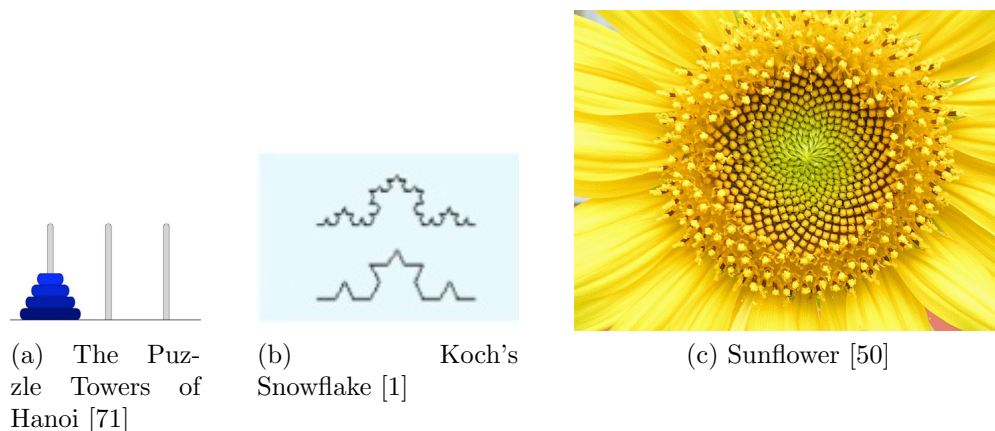 (a) The Puz-
zle Towers of
Hanoi [71]
(b) Koch's
Snowflake [1]
(c) Sunflower [50]